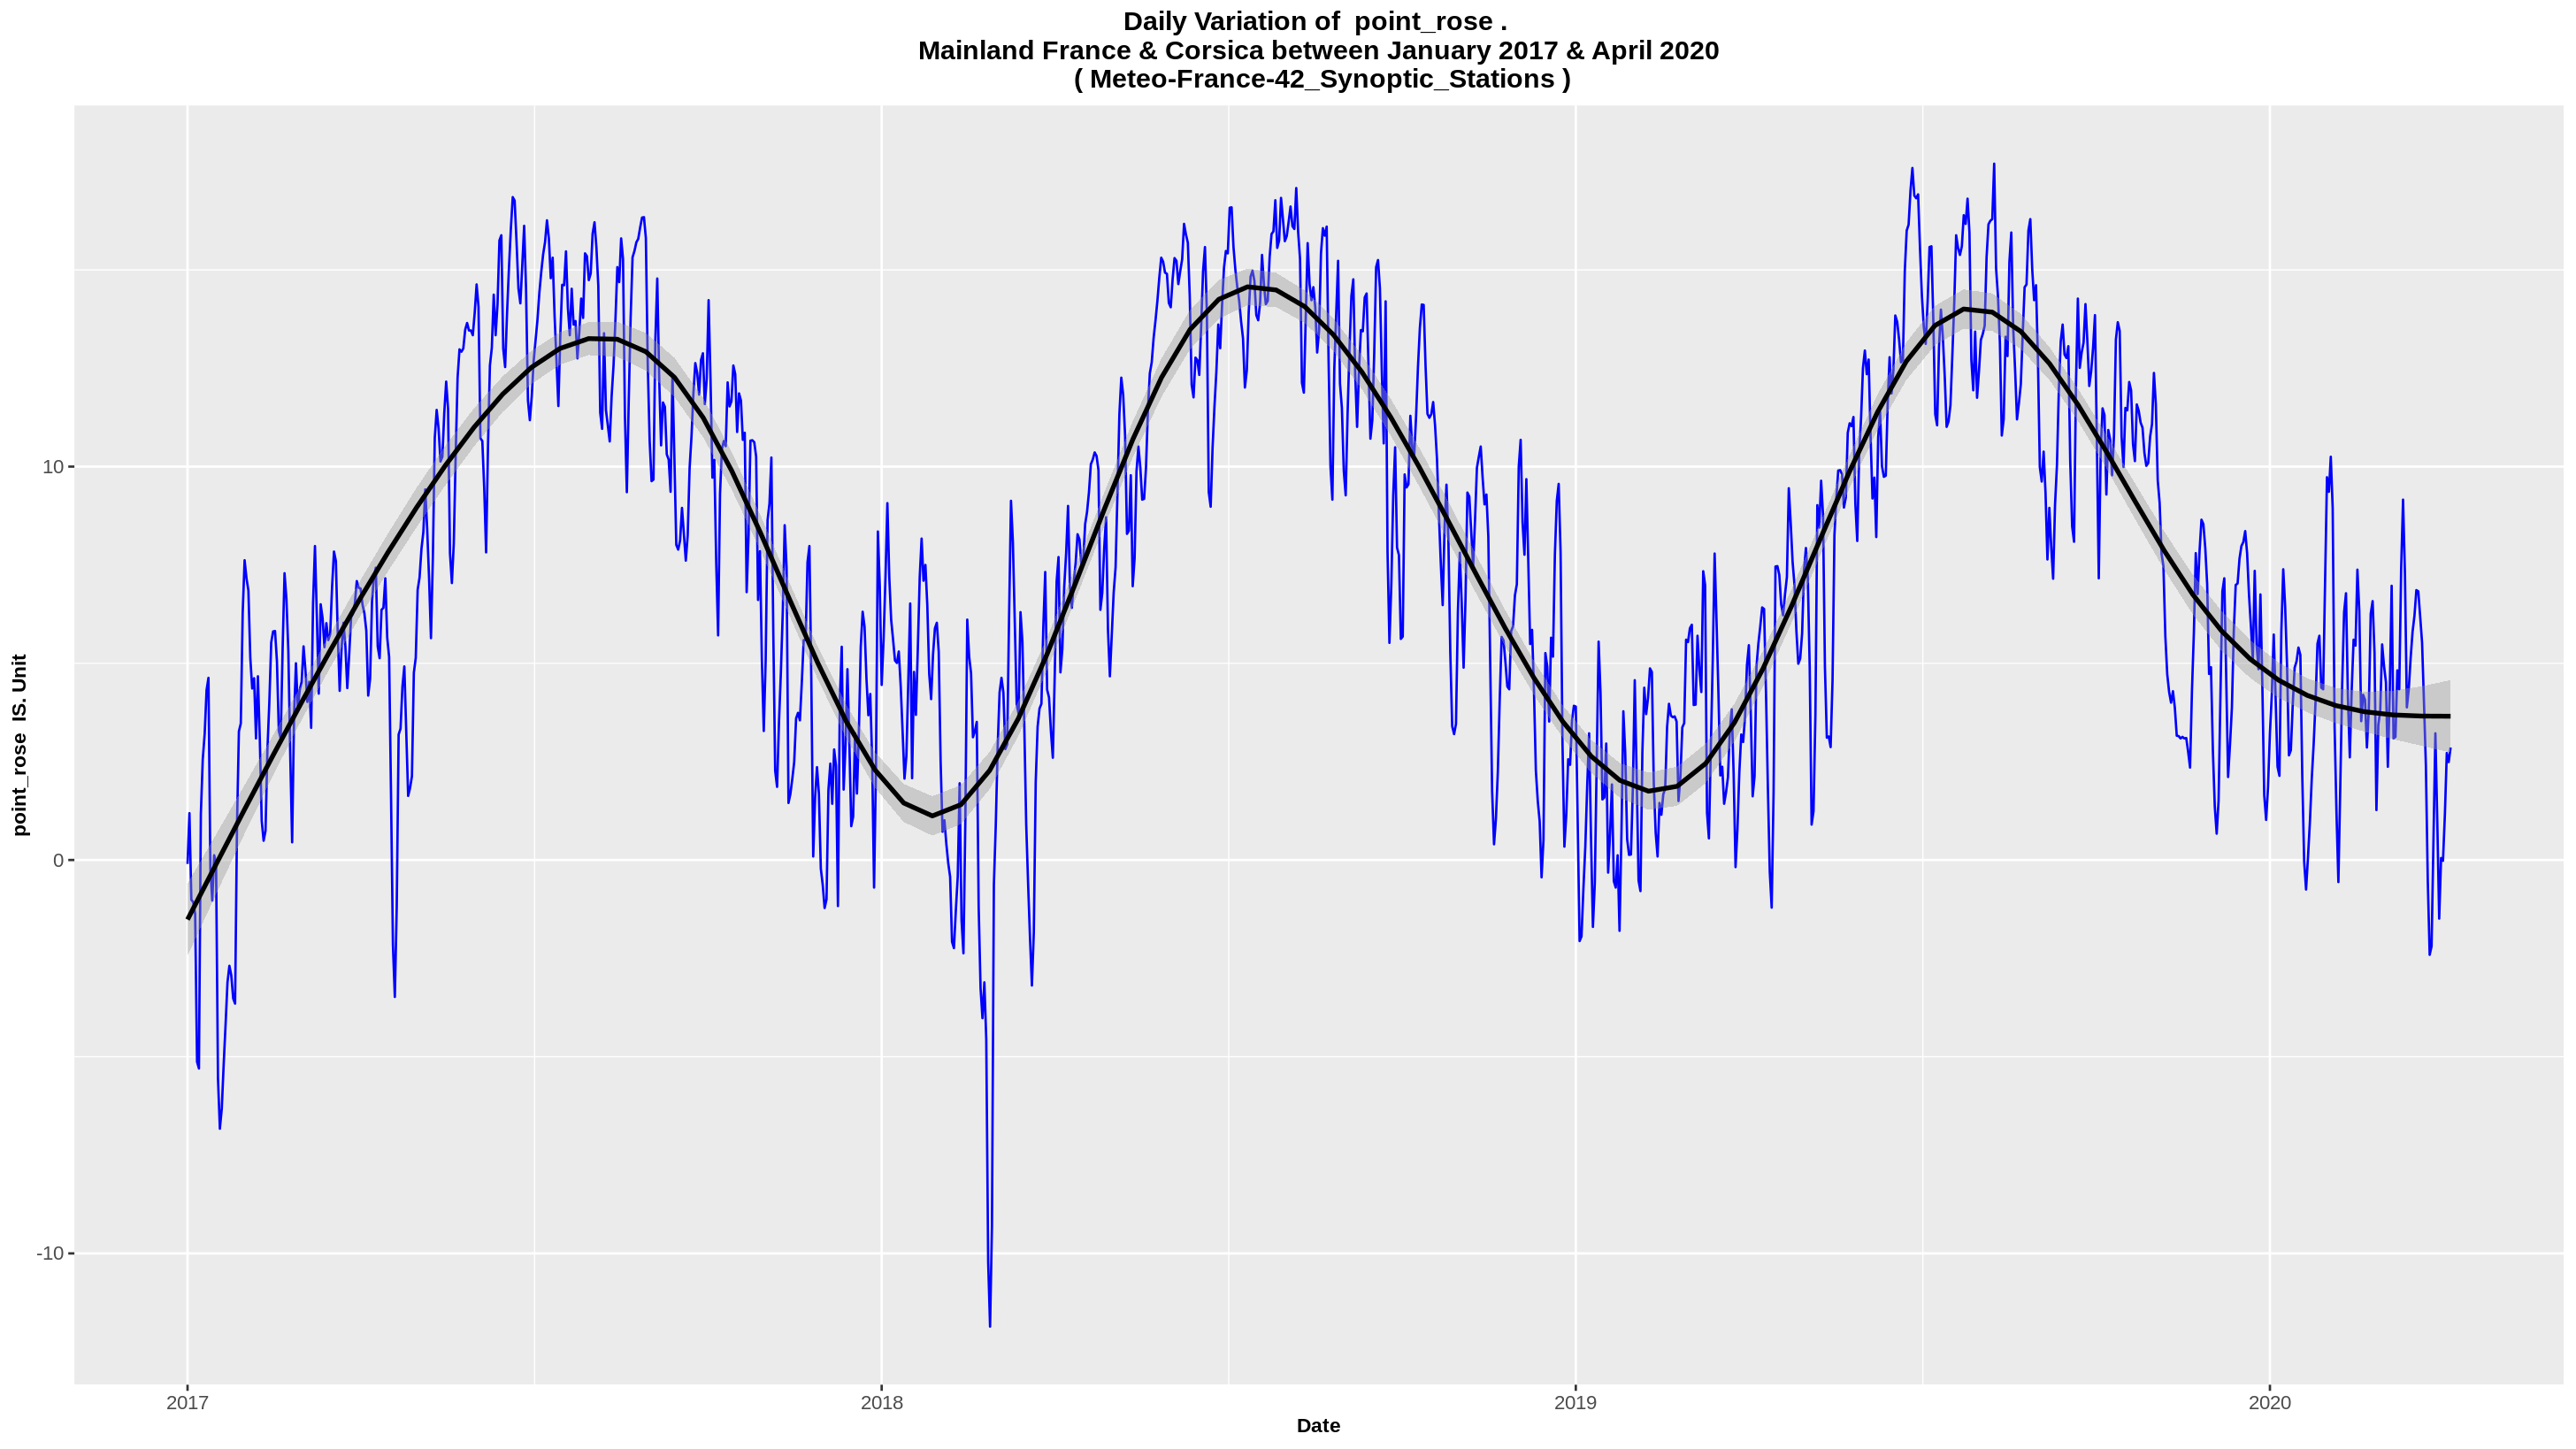 Daily Variation of  point_rose .
Mainland France & Corsica between January 2017 & April 2020
( Meteo-France-42_Synoptic_Stations )
point_rose  IS. Unit
10
0
-10
2017
2018
2019
2020
Date